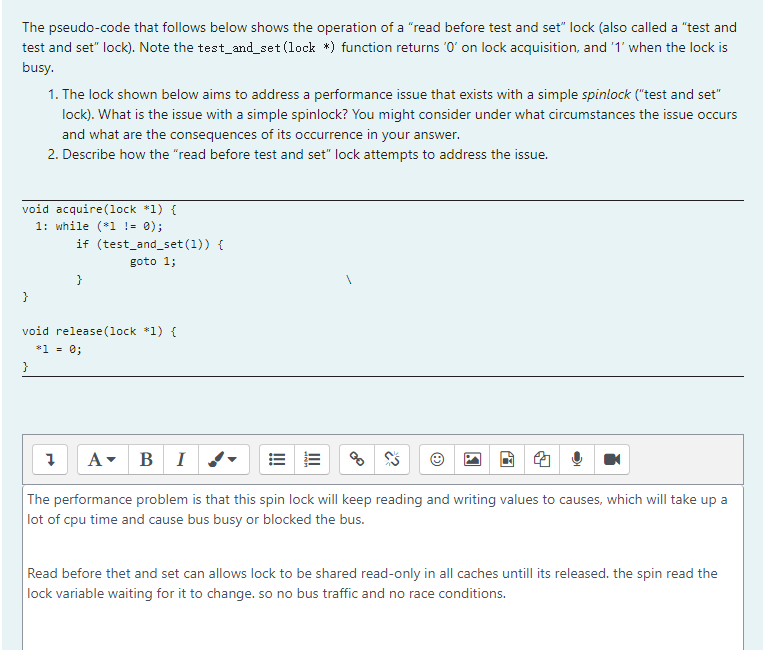 The pseudo-code that follows below shows the operation of a “read before test and set” lock (also called a “test and
test and set” lock). Note the test_and_set(lock *) function returns '0' on lock acquisition, and '1' when the lock is
busy.
1. The lock shown below aims to address a performance issue that exists with a simple spinlock (“test and set”
lock). What is the issue with a simple spinlock? You might consider under what circumstances the issue occurs
and what are the consequences of its occurrence in your answer.
2. Describe how the “read before test and set” lock attempts to address the issue.
void acquire(lock *l) {
1: while (*l != 0);
if (test_and_set(l)) {
goto 1;
} \
}
void release(lock *l) {
*l = 0;
}
A B I
The performance problem is that this spin lock will keep reading and writing values to causes, which will take up a
lot of cpu time and cause bus busy or blocked the bus.
Read before thet and set can allows lock to be shared read-only in all caches untill its released. the spin read the
lock variable waiting for it to change. so no bus traffic and no race conditions.